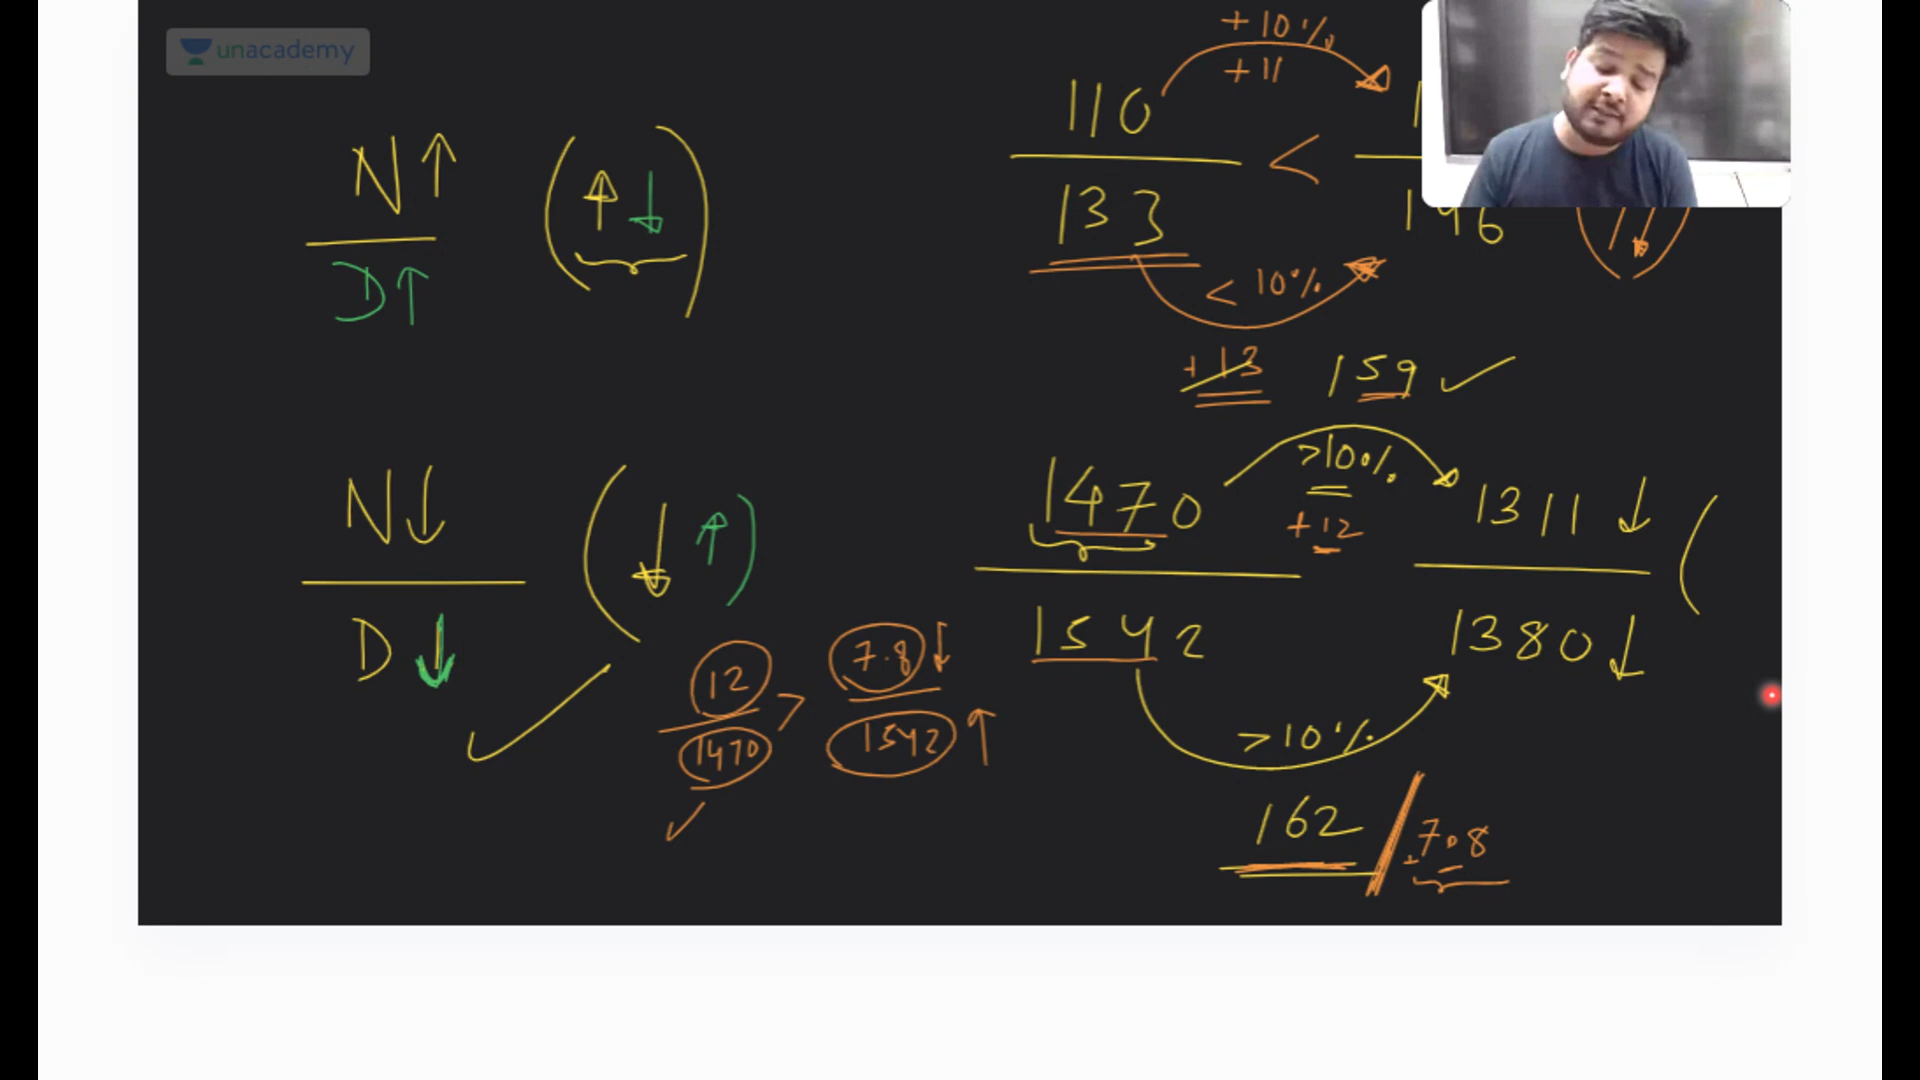 unacademy
+10%
+11
110 <
133 196
< 10%
+13 159 ✓
N↑ (↑↓)
D↑
N↓ (↓ ↑)
D↓
1470 >10% 1311 ↓ (
+12
1542 1380 ↓
>10%
162 / 7.8
12 > 7.8 ↓
1470 1542 ↑
✓